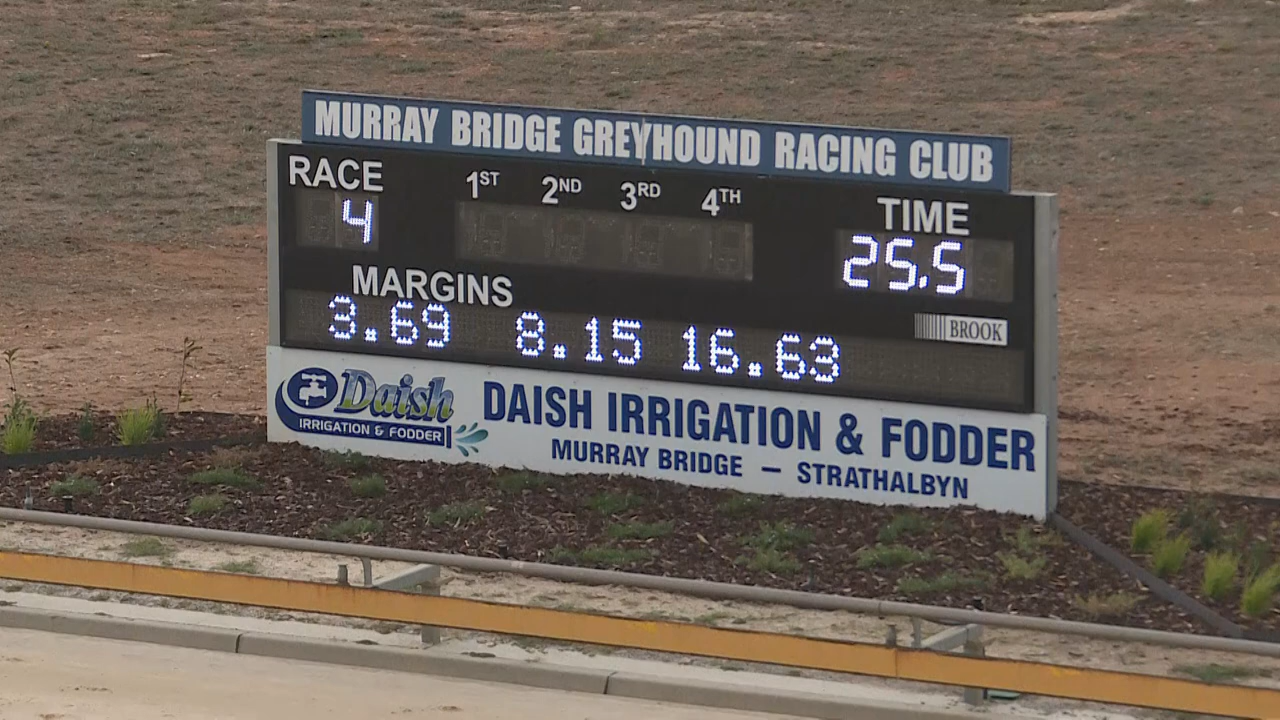 MURRAY BRIDGE GREYHOUND RACING CLUB
RACE 1ST 2ND 3RD 4TH TIME
4 25.5
MARGINS
3.69 8.15 16.63
BROOK
Daish
IRRIGATION & FODDER
DAISH IRRIGATION & FODDER
MURRAY BRIDGE — STRATHALBYN